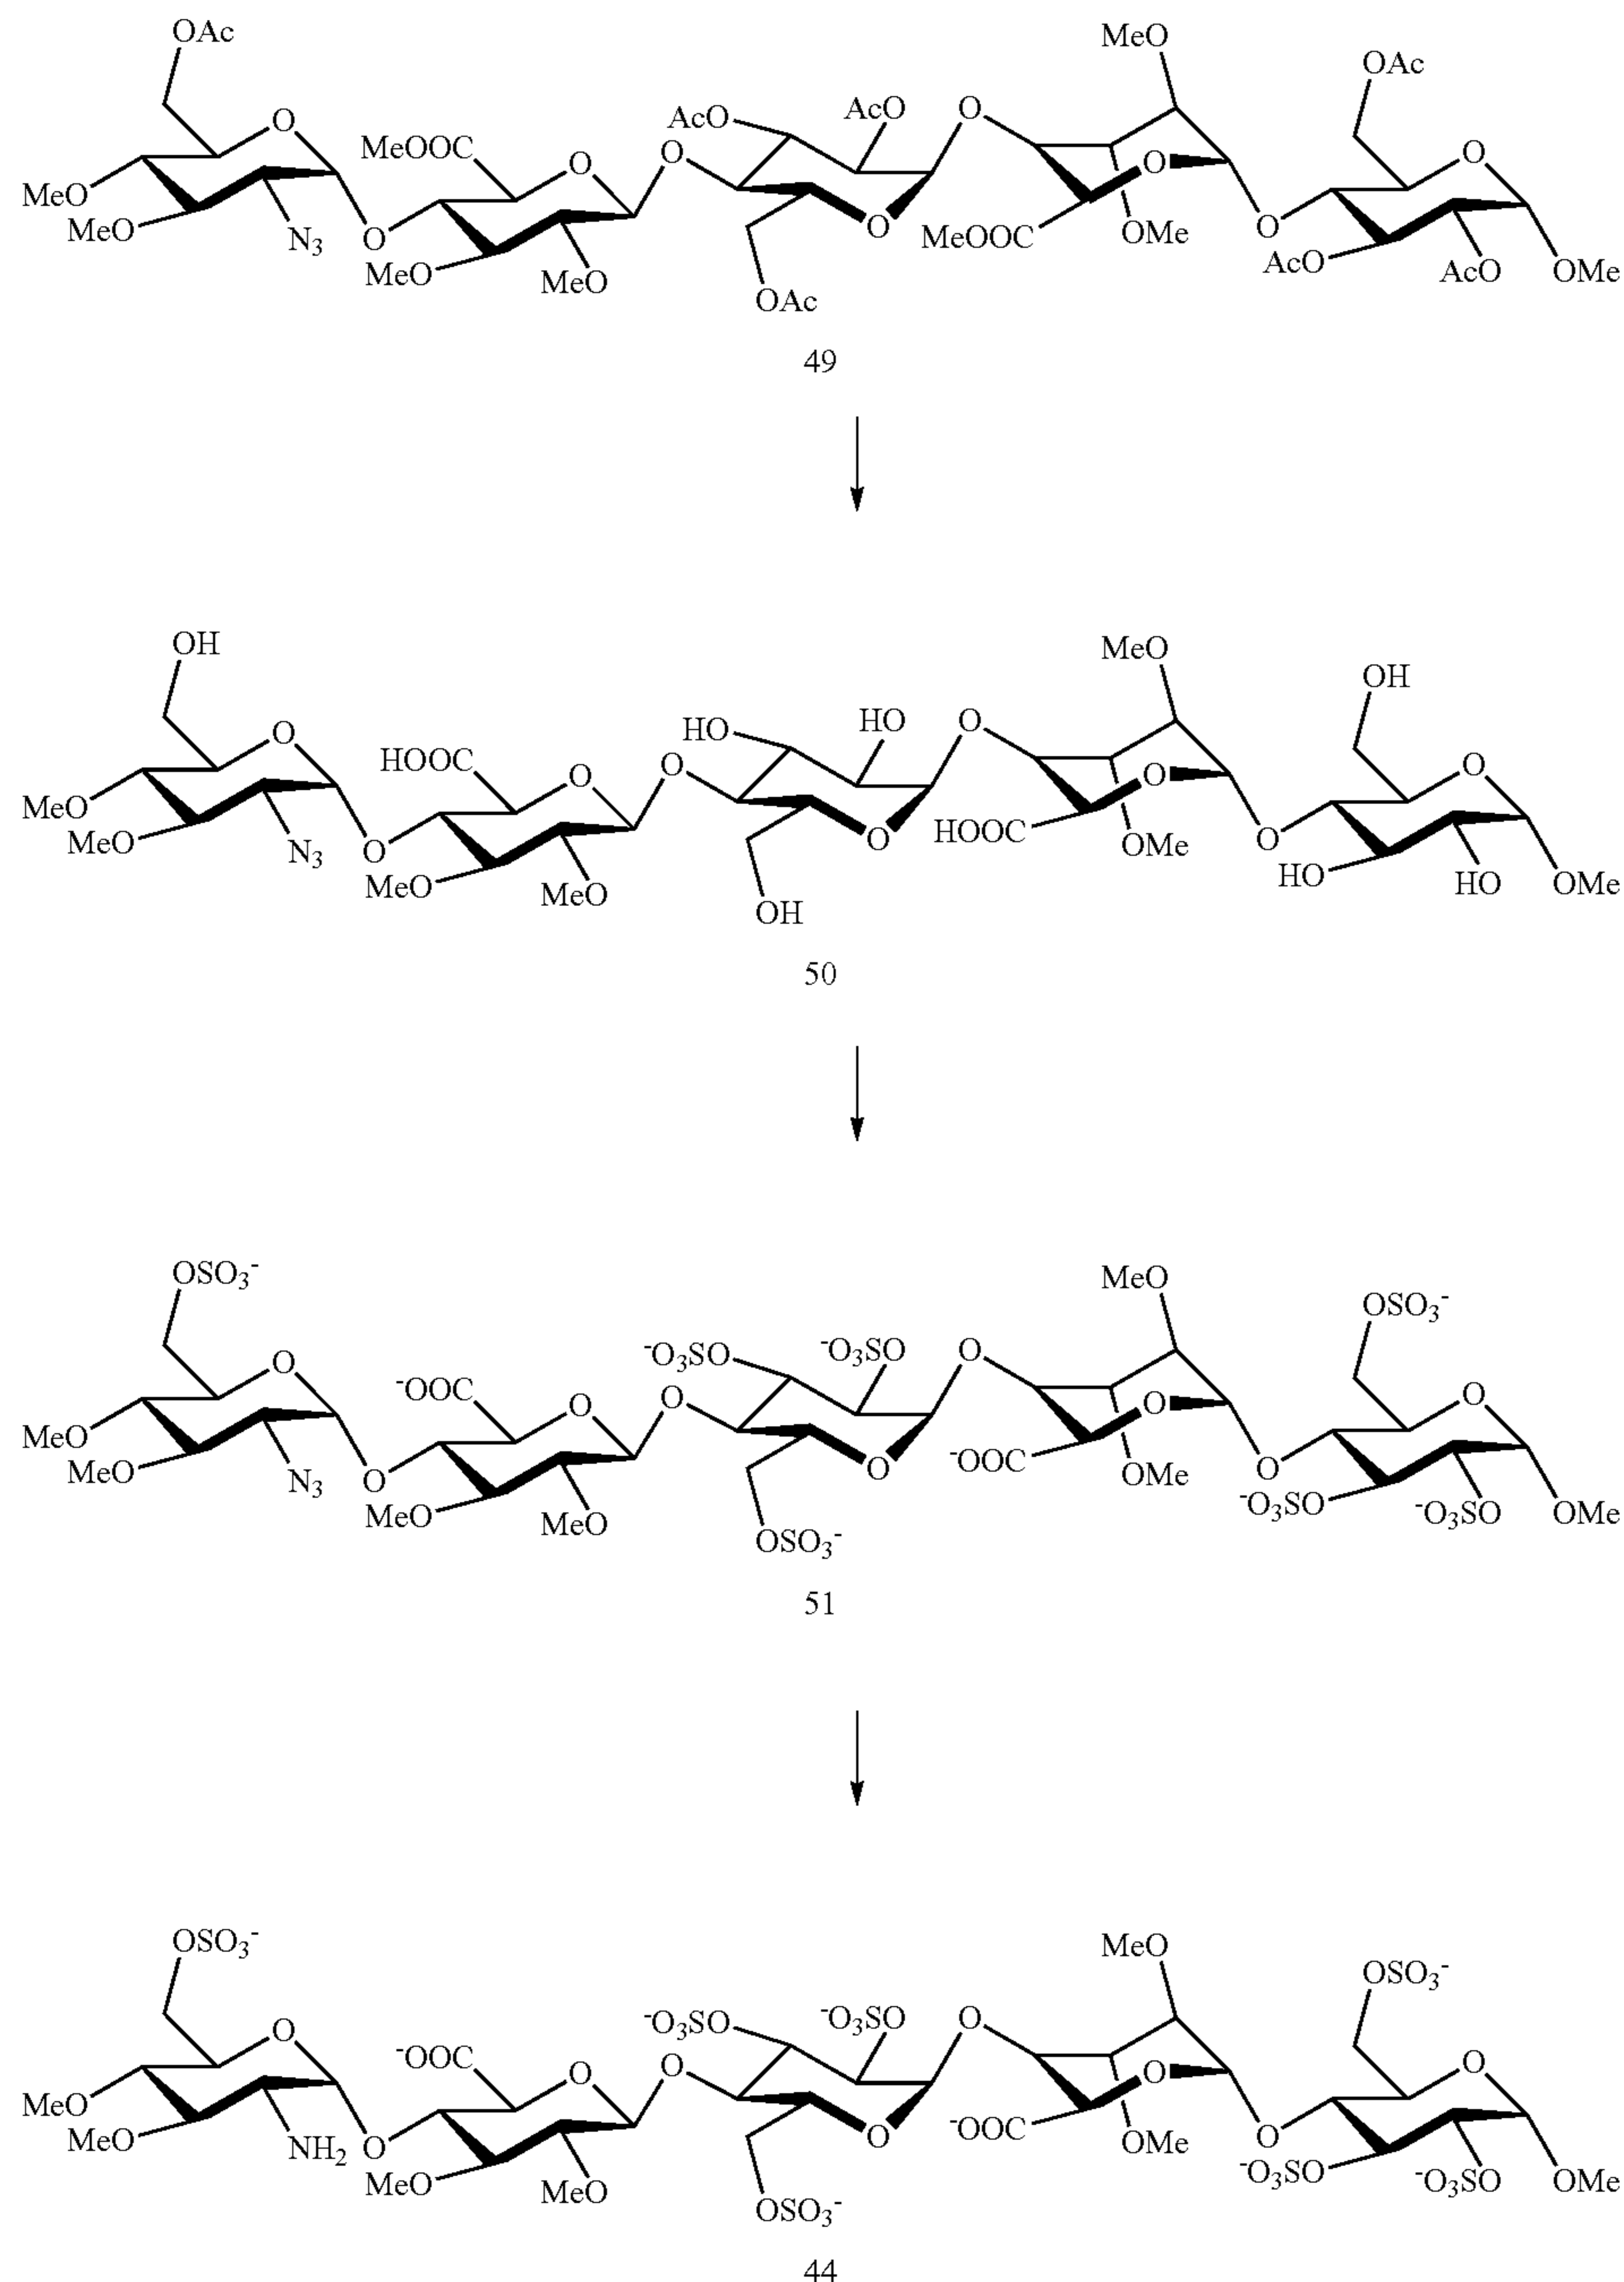 OAc MeO OAc
O MeOOC O O AcO AcO O O O
MeO MeO N3 O MeO MeO O MeOOC OMe O AcO AcO OMe
OAc
49
OH MeO OH
O HOOC O O HO HO O O O
MeO MeO N3 O MeO MeO O HOOC OMe O HO HO OMe
OH
50
OSO3- MeO OSO3-
O -OOC O O -O3SO -O3SO O O O
MeO MeO N3 O MeO MeO O -OOC OMe O -O3SO -O3SO OMe
OSO3-
51
OSO3- MeO OSO3-
O -OOC O O -O3SO -O3SO O O O
MeO MeO NH2 O MeO MeO O -OOC OMe O -O3SO -O3SO OMe
OSO3-
44